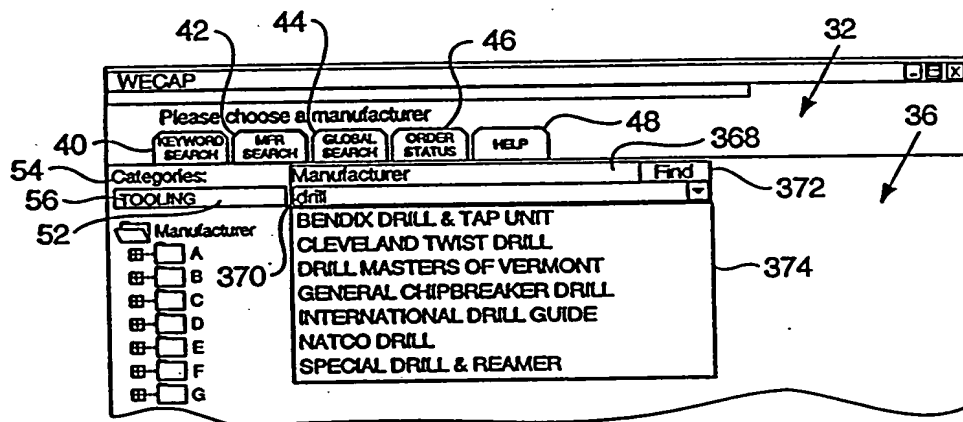 42
44
46
32
WECAP
Please choose a manufacturer
36
40
KEYWORD SEARCH
MFR SEARCH
GLOBAL SEARCH
ORDER STATUS
HELP
48
368
54
Categories:
Manufacturer
Find
372
56
TOOLING
drill
52
370
BENDIX DRILL & TAP UNIT
CLEVELAND TWIST DRILL
DRILL MASTERS OF VERMONT
GENERAL CHIPBREAKER DRILL
INTERNATIONAL DRILL GUIDE
NATCO DRILL
SPECIAL DRILL & REAMER
374
Manufacturer
A
B
C
D
E
F
G